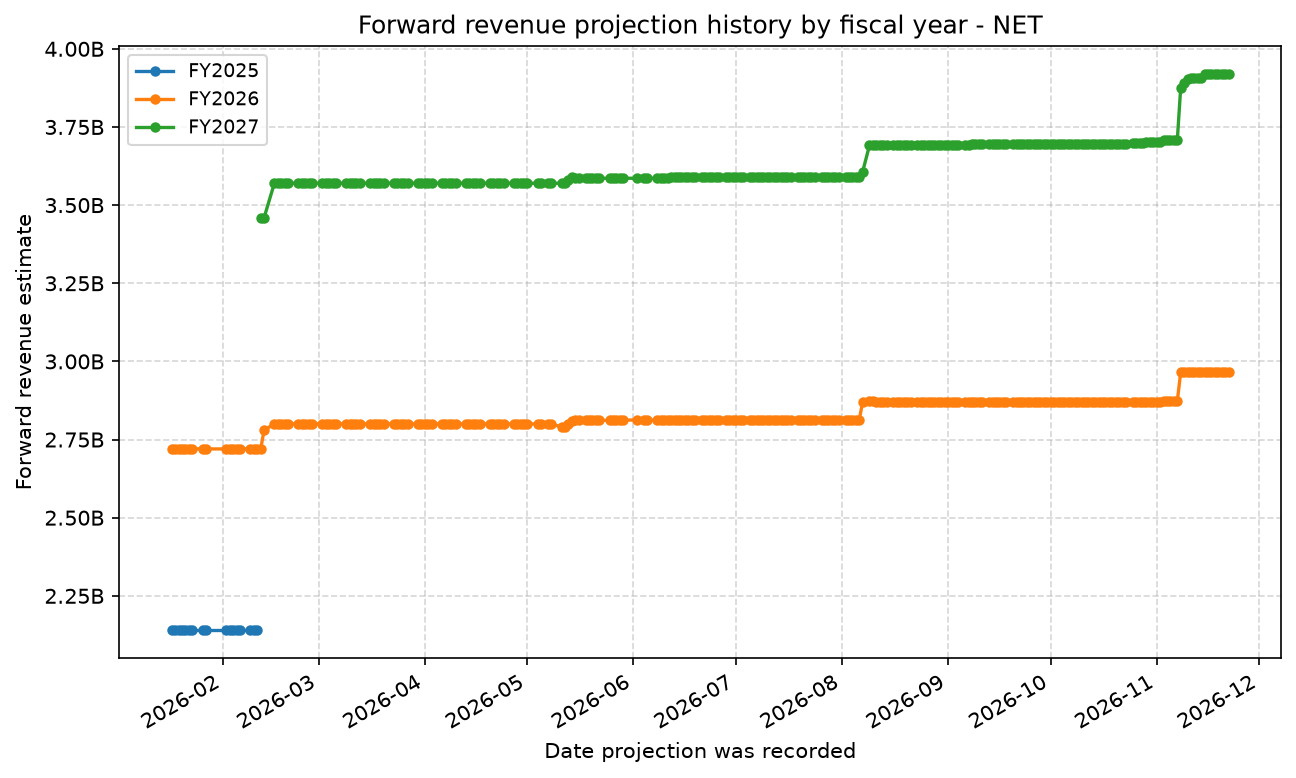 Forward revenue projection history by fiscal year - NET
FY2025
FY2026
FY2027
Forward revenue estimate
4.00B
3.75B
3.50B
3.25B
3.00B
2.75B
2.50B
2.25B
2026-02
2026-03
2026-04
2026-05
2026-06
2026-07
2026-08
2026-09
2026-10
2026-11
2026-12
Date projection was recorded